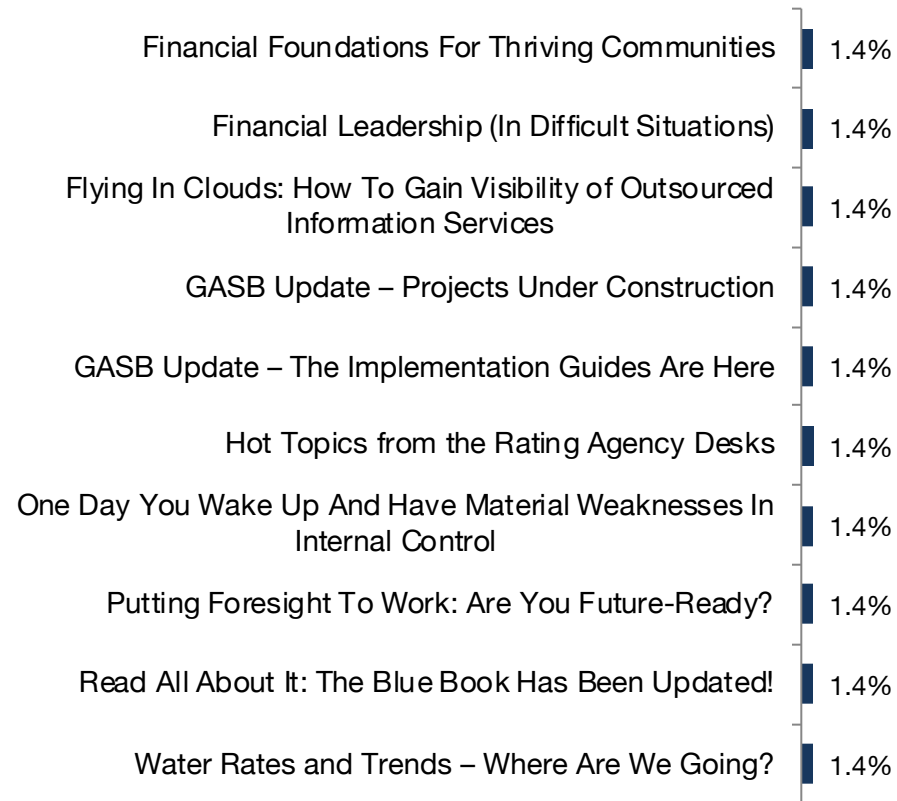 Financial Foundations For Thriving Communities 1.4%
Financial Leadership (In Difficult Situations) 1.4%
Flying In Clouds: How To Gain Visibility of Outsourced
Information Services 1.4%
GASB Update – Projects Under Construction 1.4%
GASB Update – The Implementation Guides Are Here 1.4%
Hot Topics from the Rating Agency Desks 1.4%
One Day You Wake Up And Have Material Weaknesses In
Internal Control 1.4%
Putting Foresight To Work: Are You Future-Ready? 1.4%
Read All About It: The Blue Book Has Been Updated! 1.4%
Water Rates and Trends – Where Are We Going? 1.4%